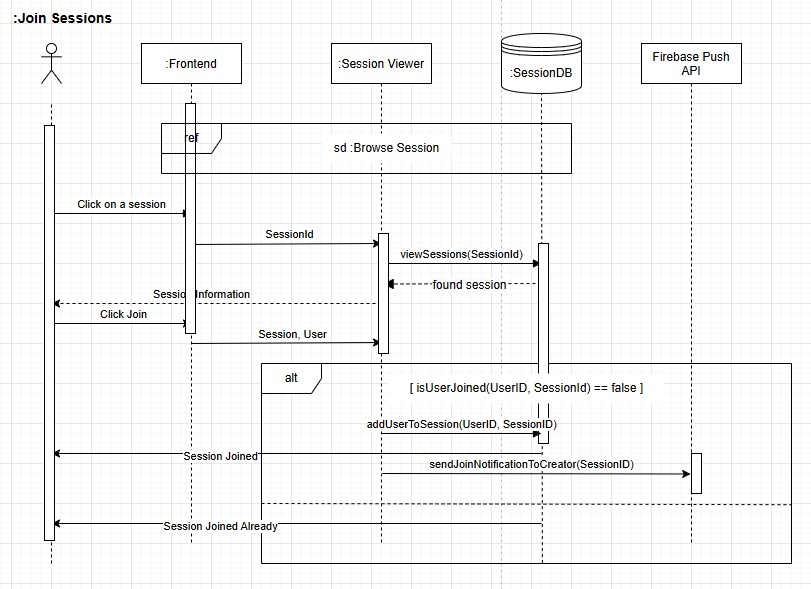 :Join Sessions
:Frontend
:Session Viewer
:SessionDB
Firebase Push
API
ref
sd :Browse Session
Click on a session
SessionId
viewSessions(SessionId)
found session
Session Information
Click Join
Session, User
alt
[ isUserJoined(UserID, SessionId) == false ]
addUserToSession(UserID, SessionID)
Session Joined
sendJoinNotificationToCreator(SessionID)
Session Joined Already